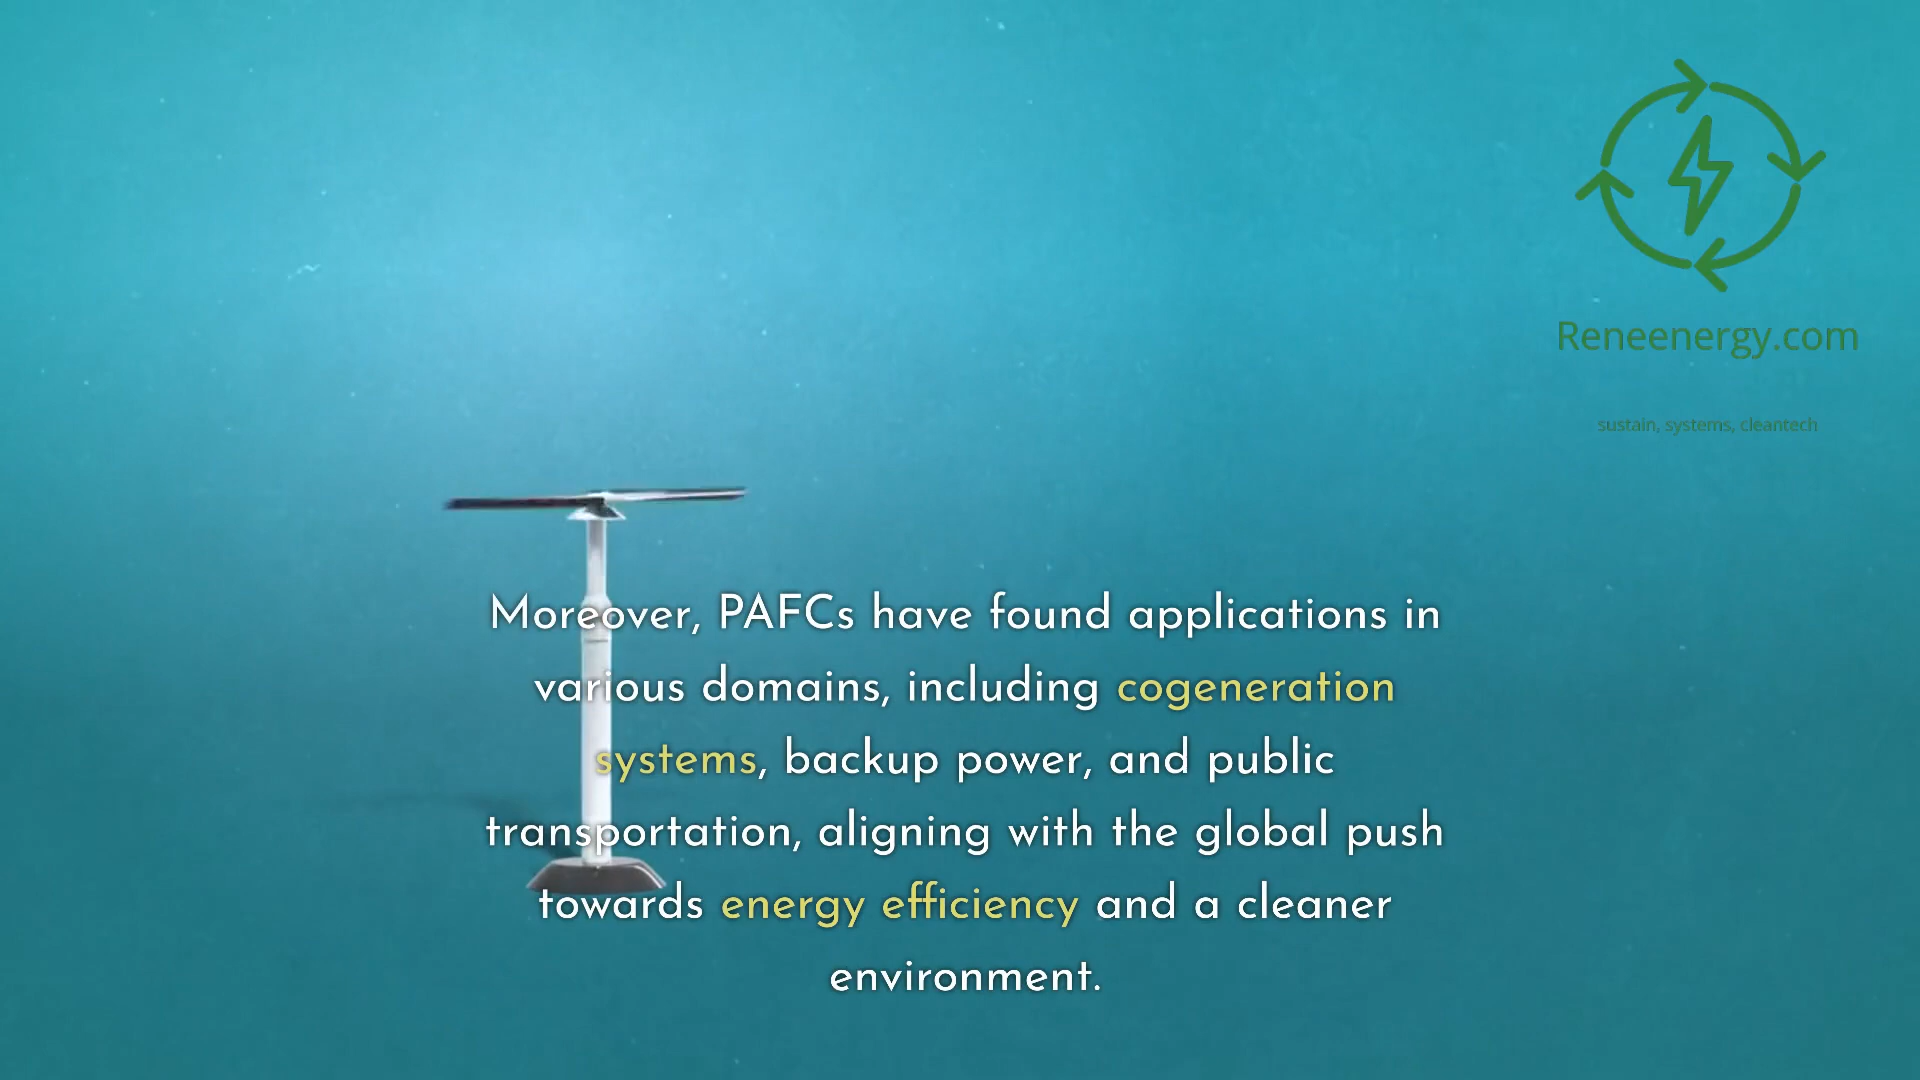 Reneenergy.com
sustain, systems, cleantech
Moreover, PAFCs have found applications in
various domains, including cogeneration
systems, backup power, and public
transportation, aligning with the global push
towards energy efficiency and a cleaner
environment.